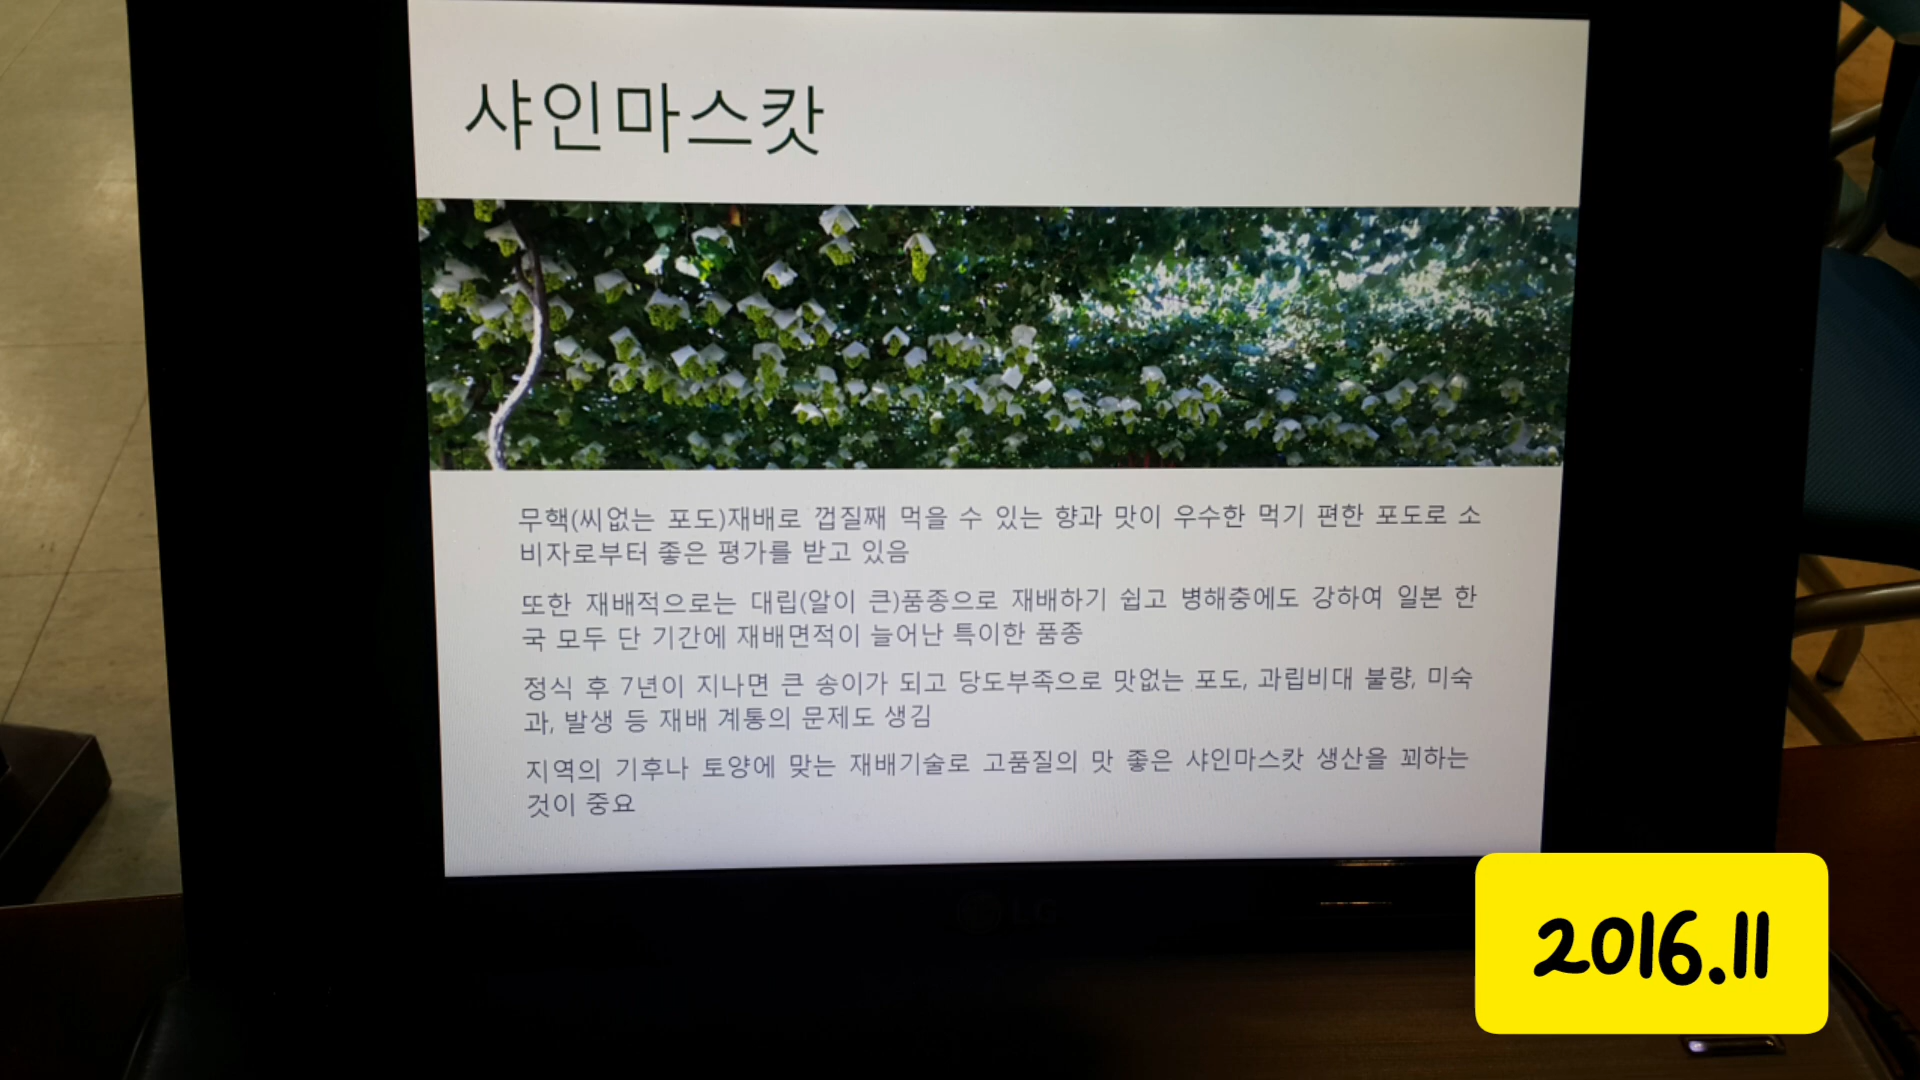 샤인마스캇
무핵(씨없는 포도)재배로 껍질째 먹을 수 있는 향과 맛이 우수한 먹기 편한 포도로 소
비자로부터 좋은 평가를 받고 있음
또한 재배적으로는 대립(알이 큰)품종으로 재배하기 쉽고 병해충에도 강하여 일본 한
국 모두 단 기간에 재배면적이 늘어난 특이한 품종
정식 후 7년이 지나면 큰 송이가 되고 당도부족으로 맛없는 포도, 과립비대 불량, 미숙
과, 발생 등 재배 계통의 문제도 생김
지역의 기후나 토양에 맞는 재배기술로 고품질의 맛 좋은 샤인마스캇 생산을 꾀하는
것이 중요
LG
2016.11